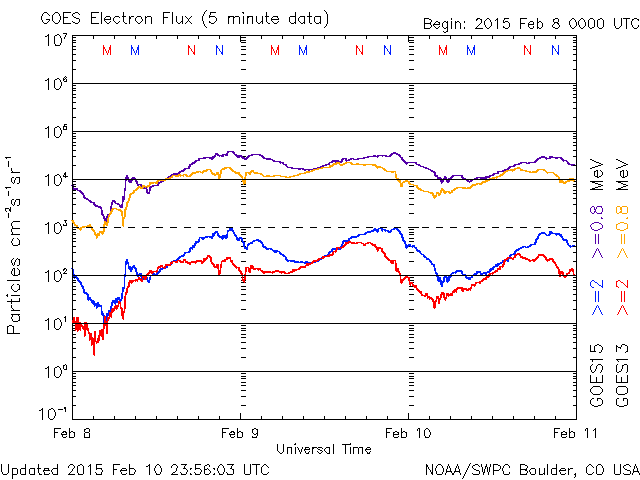 GOES Electron Flux (5 minute data)
Begin: 2015 Feb 8 0000 UTC
10⁷
M M N N M M N N M M N N
10⁶
10⁵
10⁴
10³
10²
10¹
10⁰
10⁻¹
Particles cm⁻²s⁻¹sr⁻¹
GOES15 >=2 >=0.8 MeV
GOES13 >=2 >=0.8 MeV
Feb 8 Feb 9 Feb 10 Feb 11
Universal Time
Updated 2015 Feb 10 23:56:03 UTC
NOAA/SWPC Boulder, CO USA